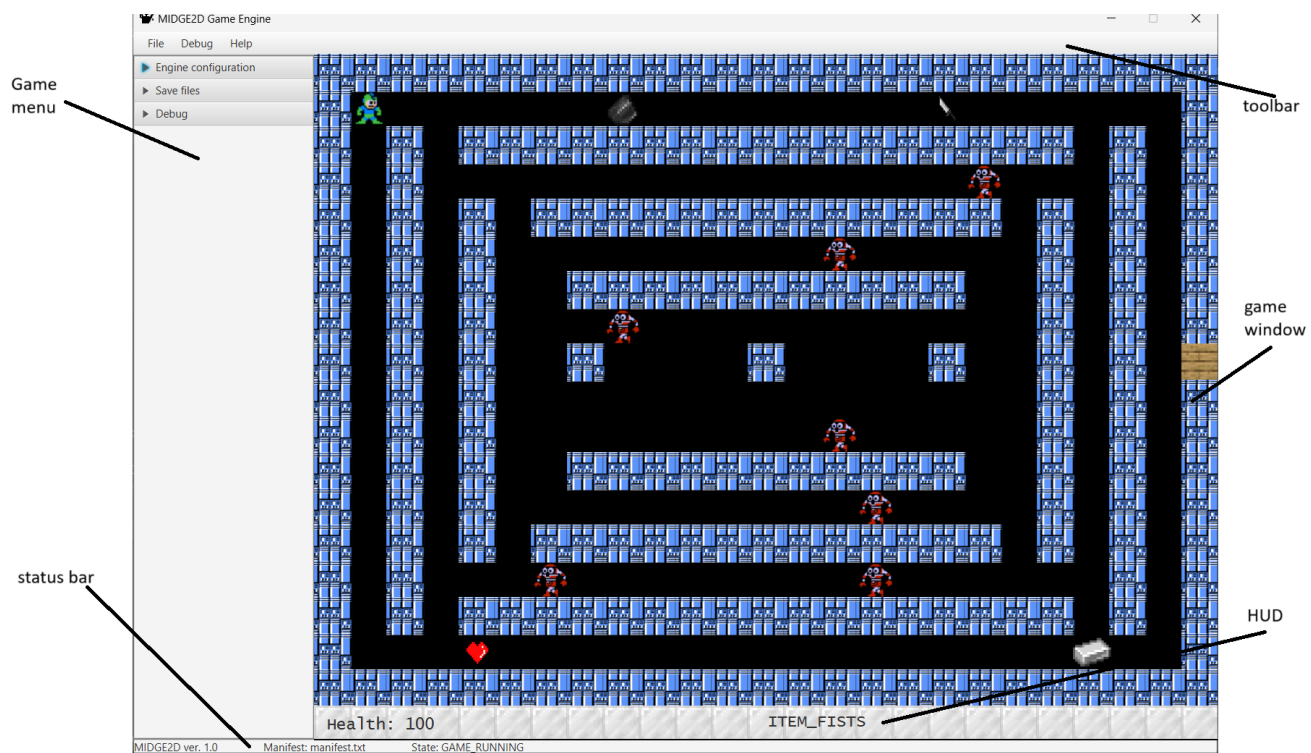 MIDGE2D Game Engine
File Debug Help
Engine configuration
Save files
Debug
Game
menu
toolbar
game
window
status bar
HUD
Health: 100 ITEM_FISTS
MIDGE2D ver. 1.0 Manifest: manifest.txt State: GAME_RUNNING